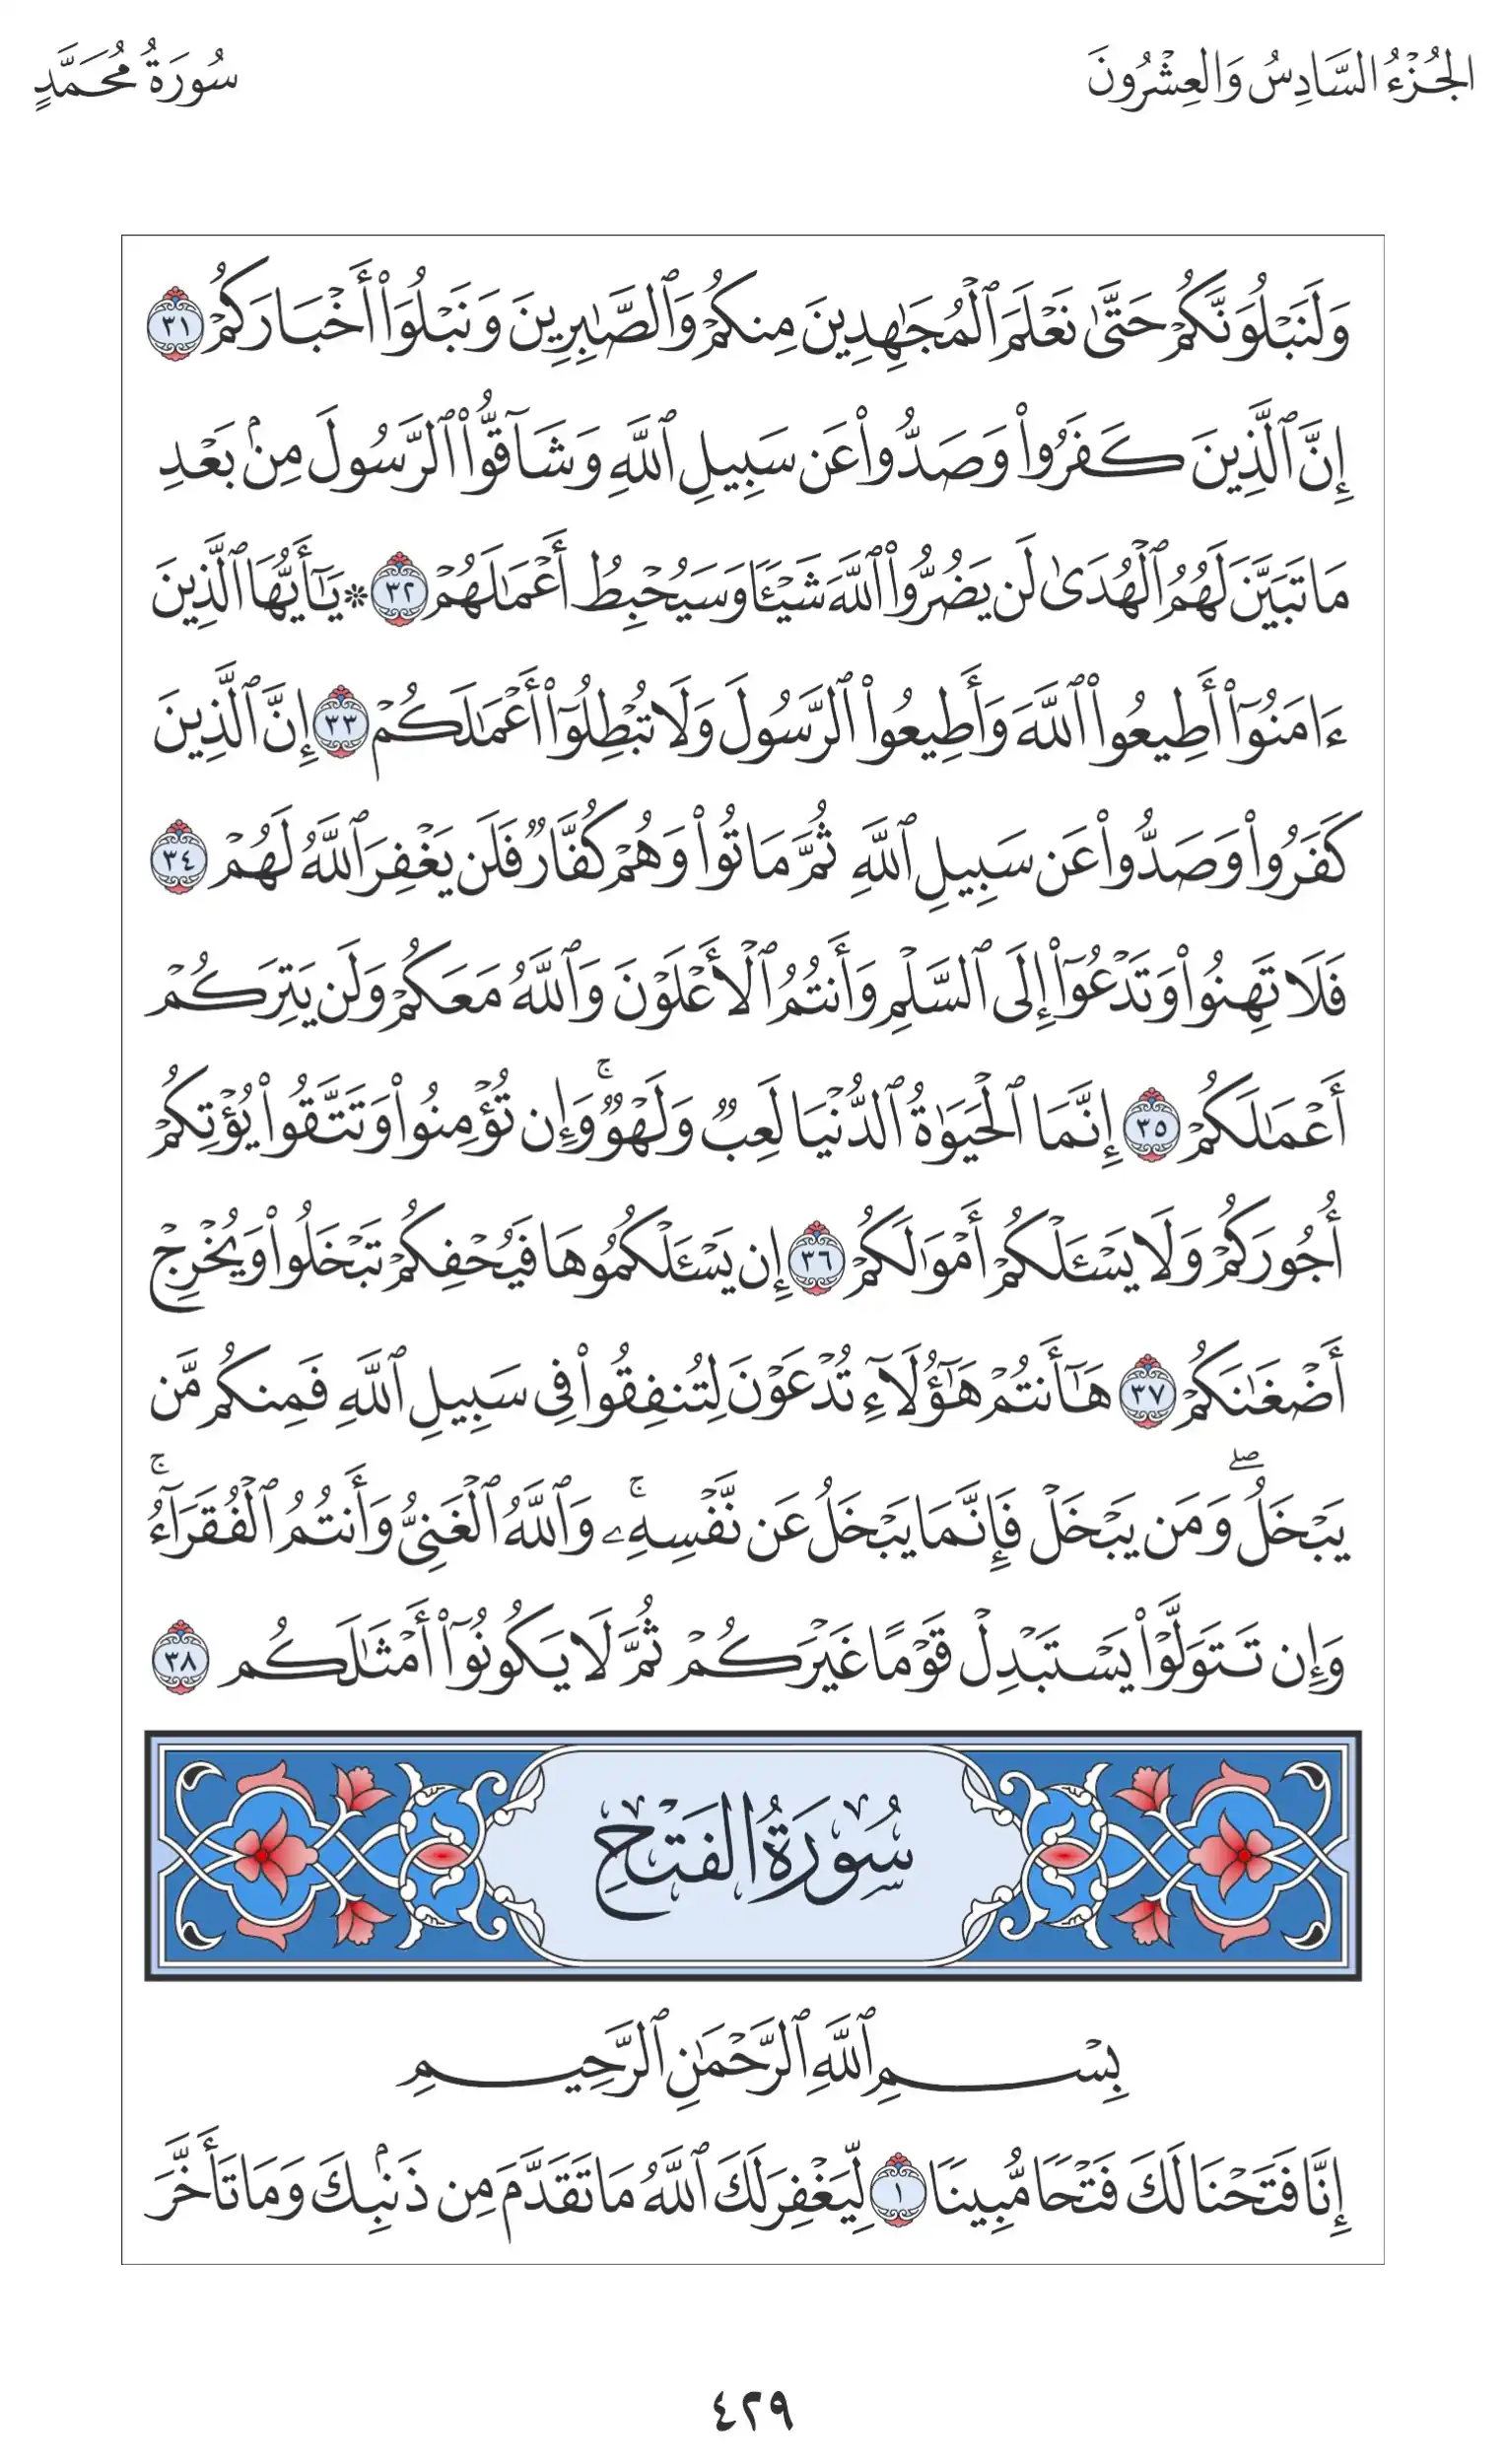 الجُزْءُ السَّادِسُ وَالعِشْرُونَ
سُورَةُ مُحَمَّدٍ
وَلَنَبْلُوَنَّكُمْ حَتَّىٰ نَعْلَمَ ٱلْمُجَٰهِدِينَ مِنكُمْ وَٱلصَّٰبِرِينَ وَنَبْلُوَا۟ أَخْبَارَكُمْ ٣١
إِنَّ ٱلَّذِينَ كَفَرُوا۟ وَصَدُّوا۟ عَن سَبِيلِ ٱللَّهِ وَشَآقُّوا۟ ٱلرَّسُولَ مِنۢ بَعْدِ
مَا تَبَيَّنَ لَهُمُ ٱلْهُدَىٰ لَن يَضُرُّوا۟ ٱللَّهَ شَيْـًٔا وَسَيُحْبِطُ أَعْمَٰلَهُمْ ٣٢ * يَٰٓأَيُّهَا ٱلَّذِينَ
ءَامَنُوٓا۟ أَطِيعُوا۟ ٱللَّهَ وَأَطِيعُوا۟ ٱلرَّسُولَ وَلَا تُبْطِلُوٓا۟ أَعْمَٰلَكُمْ ٣٣ إِنَّ ٱلَّذِينَ
كَفَرُوا۟ وَصَدُّوا۟ عَن سَبِيلِ ٱللَّهِ ثُمَّ مَاتُوا۟ وَهُمْ كُفَّارٌ فَلَن يَغْفِرَ ٱللَّهُ لَهُمْ ٣٤
فَلَا تَهِنُوا۟ وَتَدْعُوٓا۟ إِلَى ٱلسَّلْمِ وَأَنتُمُ ٱلْأَعْلَوْنَ وَٱللَّهُ مَعَكُمْ وَلَن يَتِرَكُمْ
أَعْمَٰلَكُمْ ٣٥ إِنَّمَا ٱلْحَيَوٰةُ ٱلدُّنْيَا لَعِبٌ وَلَهْوٌ ۚ وَإِن تُؤْمِنُوا۟ وَتَتَّقُوا۟ يُؤْتِكُمْ
أُجُورَكُمْ وَلَا يَسْـَٔلْكُمْ أَمْوَٰلَكُمْ ٣٦ إِن يَسْـَٔلْكُمُوهَا فَيُحْفِكُمْ تَبْخَلُوا۟ وَيُخْرِجْ
أَضْغَٰنَكُمْ ٣٧ هَٰٓأَنتُمْ هَٰٓؤُلَآءِ تُدْعَوْنَ لِتُنفِقُوا۟ فِى سَبِيلِ ٱللَّهِ فَمِنكُم مَّن
يَبْخَلُ ۖ وَمَن يَبْخَلْ فَإِنَّمَا يَبْخَلُ عَن نَّفْسِهِۦ ۚ وَٱللَّهُ ٱلْغَنِىُّ وَأَنتُمُ ٱلْفُقَرَآءُ ۚ
وَإِن تَتَوَلَّوْا۟ يَسْتَبْدِلْ قَوْمًا غَيْرَكُمْ ثُمَّ لَا يَكُونُوٓا۟ أَمْثَٰلَكُم ٣٨
سُورَةُ الفَتْحِ
بِسْمِ ٱللَّهِ ٱلرَّحْمَٰنِ ٱلرَّحِيمِ
إِنَّا فَتَحْنَا لَكَ فَتْحًا مُّبِينًا ١ لِّيَغْفِرَ لَكَ ٱللَّهُ مَا تَقَدَّمَ مِن ذَنۢبِكَ وَمَا تَأَخَّرَ
٤٢٩